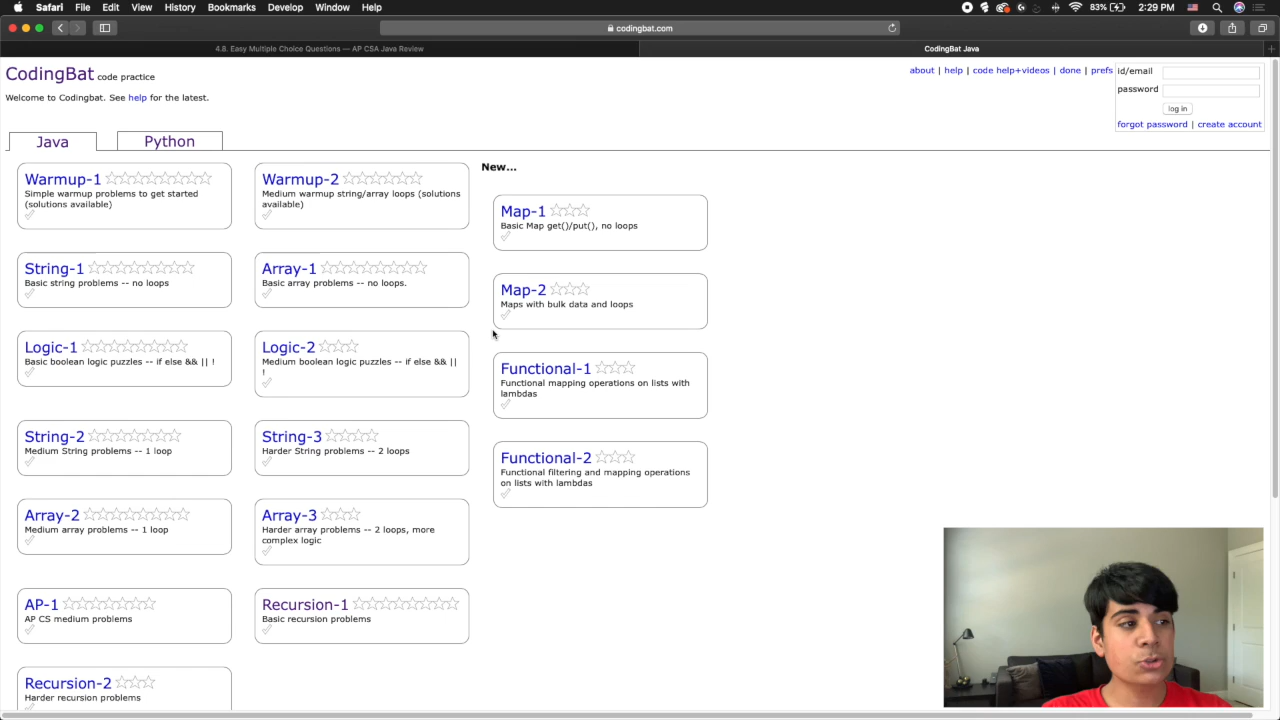 Safari File Edit View History Bookmarks Develop Window Help
83% 2:29 PM
codingbat.com
4.8. Easy Multiple Choice Questions — AP CSA Java Review
CodingBat Java
CodingBat code practice
about | help | code help+videos | done | prefs
id/email
password
log in
forgot password | create account
Welcome to Codingbat. See help for the latest.
Java
Python
Warmup-1
Simple warmup problems to get started
(solutions available)
Warmup-2
Medium warmup string/array loops (solutions
available)
New...
Map-1
Basic Map get()/put(), no loops
String-1
Basic string problems -- no loops
Array-1
Basic array problems -- no loops.
Map-2
Maps with bulk data and loops
Logic-1
Basic boolean logic puzzles -- if else && || !
Logic-2
Medium boolean logic puzzles -- if else && ||
!
Functional-1
Functional mapping operations on lists with
lambdas
String-2
Medium String problems -- 1 loop
String-3
Harder String problems -- 2 loops
Functional-2
Functional filtering and mapping operations
on lists with lambdas
Array-2
Medium array problems -- 1 loop
Array-3
Harder array problems -- 2 loops, more
complex logic
AP-1
AP CS medium problems
Recursion-1
Basic recursion problems
Recursion-2
Harder recursion problems